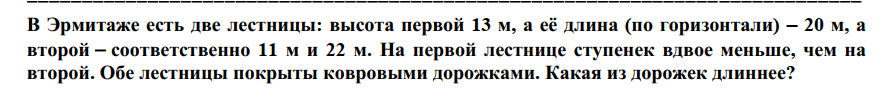 В Эрмитаже есть две лестницы: высота первой 13 м, а её длина (по горизонтали) – 20 м, а
второй – соответственно 11 м и 22 м. На первой лестнице ступенек вдвое меньше, чем на
второй. Обе лестницы покрыты ковровыми дорожками. Какая из дорожек длиннее?